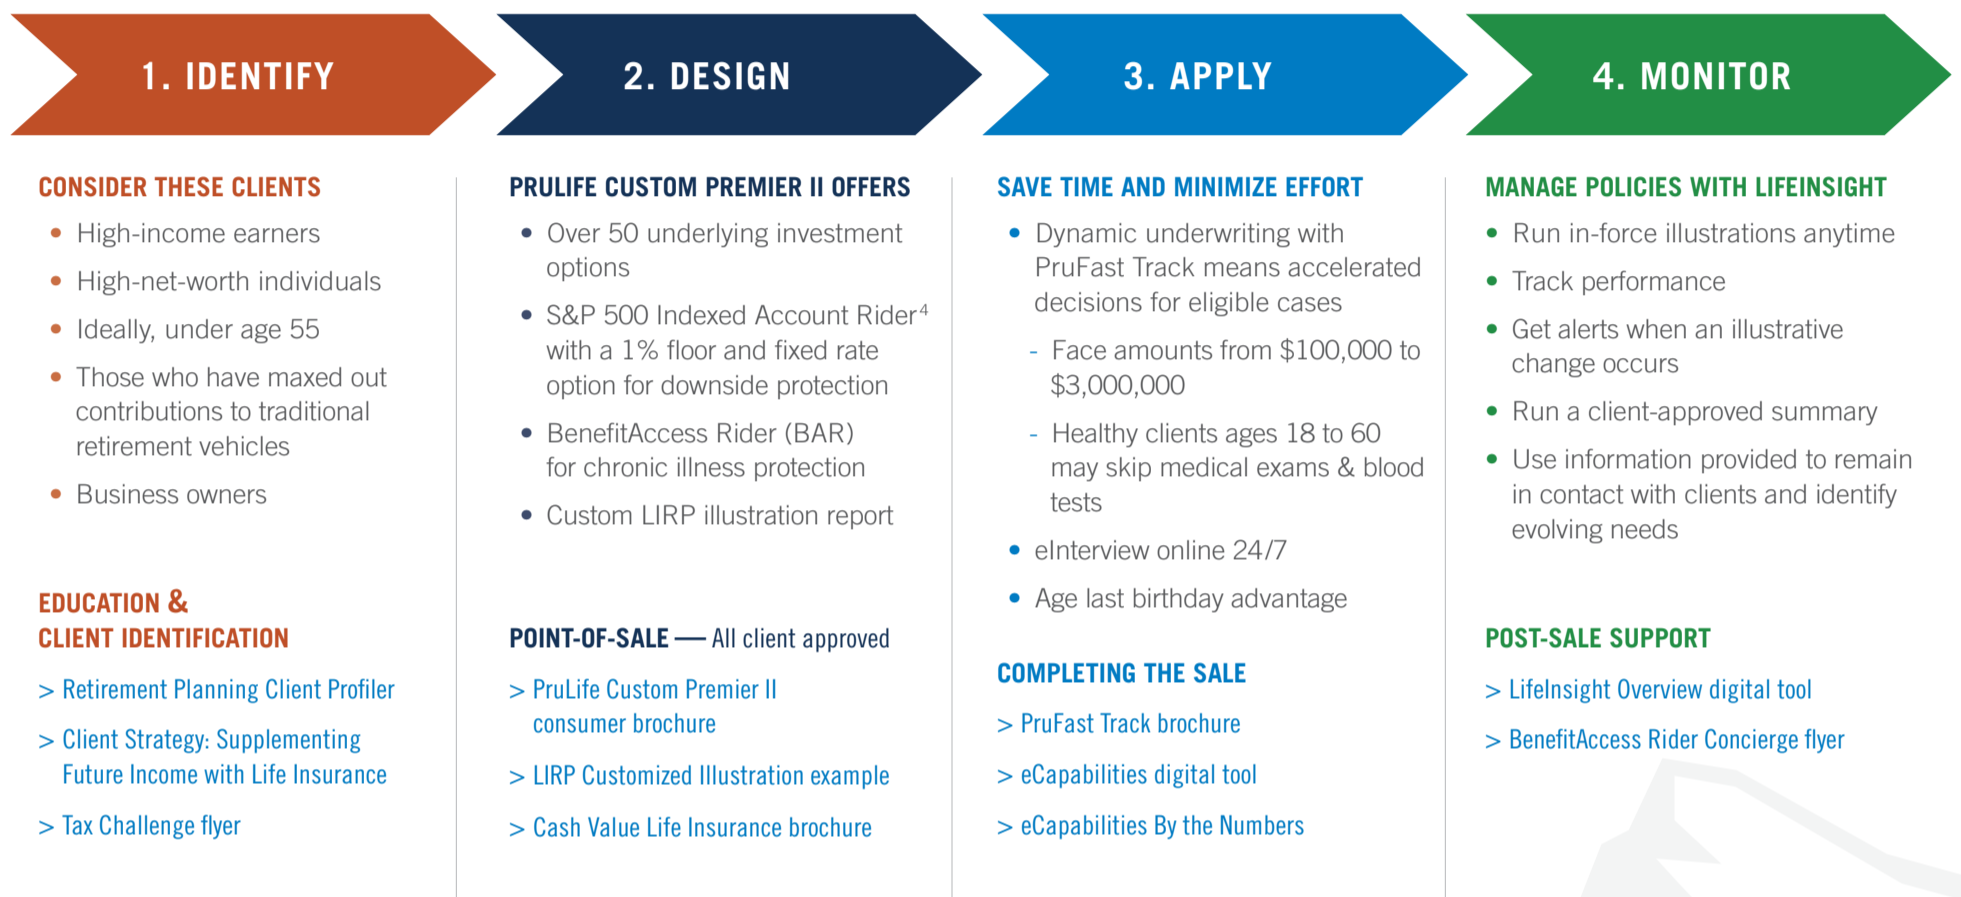 1. IDENTIFY
CONSIDER THESE CLIENTS
• High-income earners
• High-net-worth individuals
• Ideally, under age 55
• Those who have maxed out
contributions to traditional
retirement vehicles
• Business owners
EDUCATION &
CLIENT IDENTIFICATION
> Retirement Planning Client Profiler
> Client Strategy: Supplementing
Future Income with Life Insurance
> Tax Challenge flyer
2. DESIGN
PRULIFE CUSTOM PREMIER II OFFERS
• Over 50 underlying investment
options
• S&P 500 Indexed Account Rider⁴
with a 1% floor and fixed rate
option for downside protection
• BenefitAccess Rider (BAR)
for chronic illness protection
• Custom LIRP illustration report
POINT-OF-SALE — All client approved
> PruLife Custom Premier II
consumer brochure
> LIRP Customized Illustration example
> Cash Value Life Insurance brochure
3. APPLY
SAVE TIME AND MINIMIZE EFFORT
• Dynamic underwriting with
PruFast Track means accelerated
decisions for eligible cases
- Face amounts from $100,000 to
$3,000,000
- Healthy clients ages 18 to 60
may skip medical exams & blood
tests
• eInterview online 24/7
• Age last birthday advantage
COMPLETING THE SALE
> PruFast Track brochure
> eCapabilities digital tool
> eCapabilities By the Numbers
4. MONITOR
MANAGE POLICIES WITH LIFEINSIGHT
• Run in-force illustrations anytime
• Track performance
• Get alerts when an illustrative
change occurs
• Run a client-approved summary
• Use information provided to remain
in contact with clients and identify
evolving needs
POST-SALE SUPPORT
> LifeInsight Overview digital tool
> BenefitAccess Rider Concierge flyer